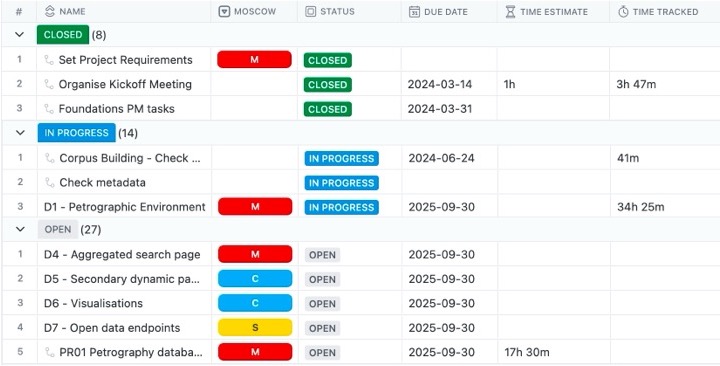 # NAME MOSCOW STATUS DUE DATE TIME ESTIMATE TIME TRACKED
CLOSED (8)
1 Set Project Requirements M CLOSED
2 Organise Kickoff Meeting CLOSED 2024-03-14 1h 3h 47m
3 Foundations PM tasks CLOSED 2024-03-31
IN PROGRESS (14)
1 Corpus Building - Check ... IN PROGRESS 2024-06-24 41m
2 Check metadata IN PROGRESS
3 D1 - Petrographic Environment M IN PROGRESS 2025-09-30 34h 25m
OPEN (27)
1 D4 - Aggregated search page M OPEN 2025-09-30
2 D5 - Secondary dynamic pa... C OPEN 2025-09-30
3 D6 - Visualisations C OPEN 2025-09-30
4 D7 - Open data endpoints S OPEN 2025-09-30
5 PR01 Petrography databa... M OPEN 2025-09-30 17h 30m